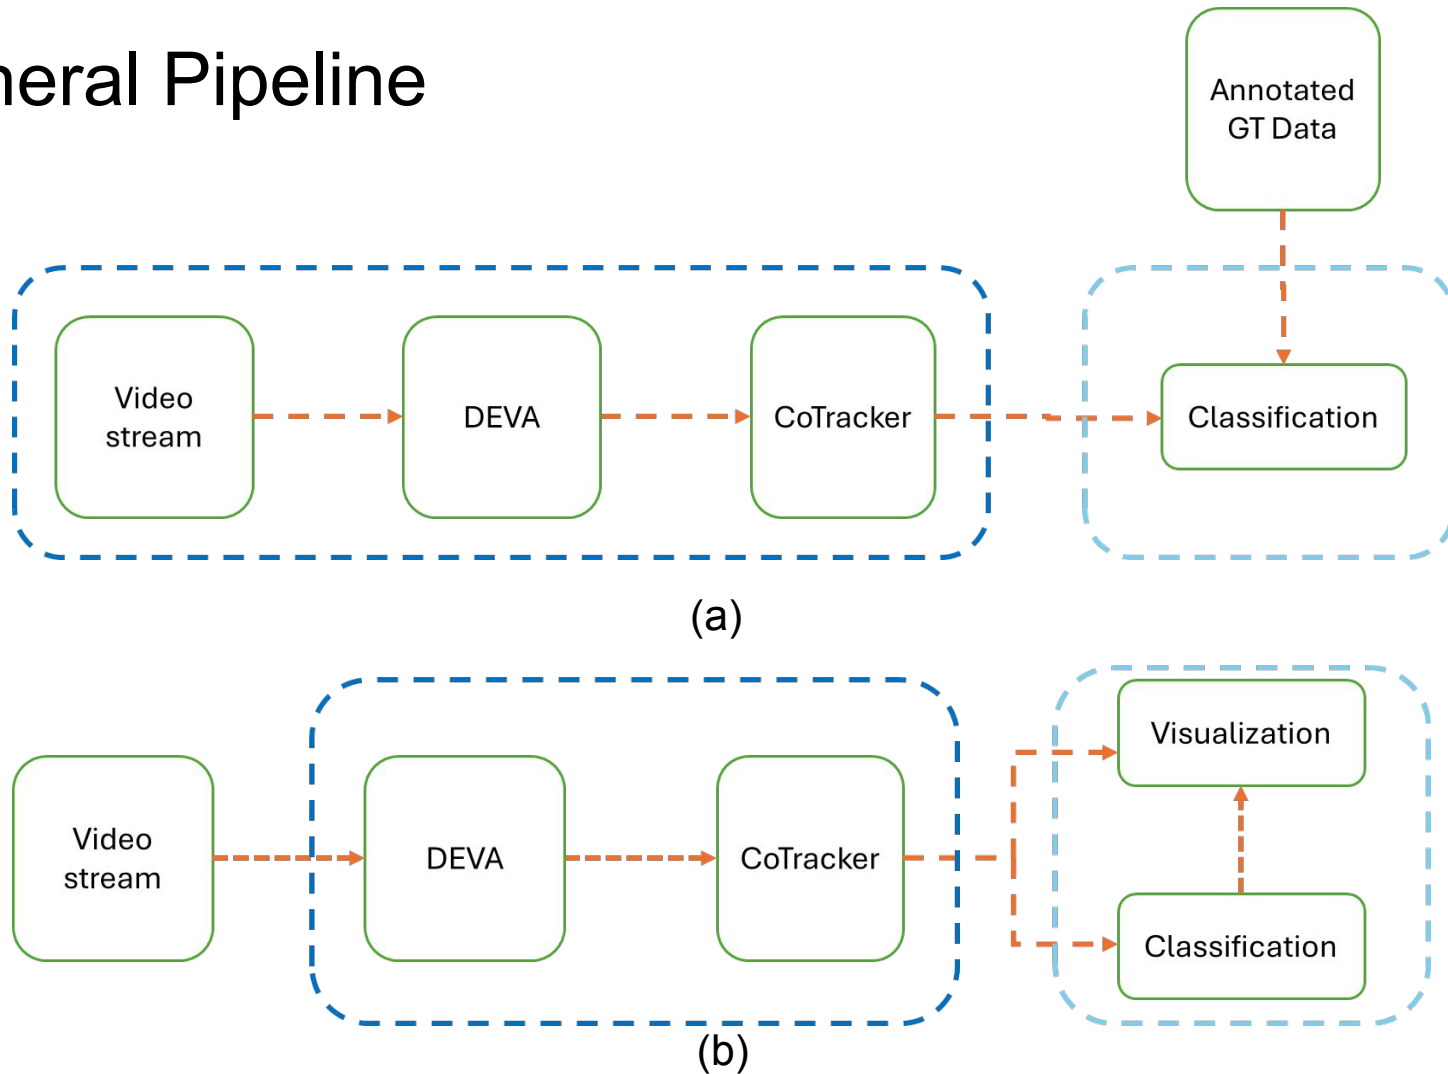 neral Pipeline
Annotated
GT Data
Video
stream
DEVA
CoTracker
Classification
(a)
Visualization
Video
stream
DEVA
CoTracker
Classification
(b)